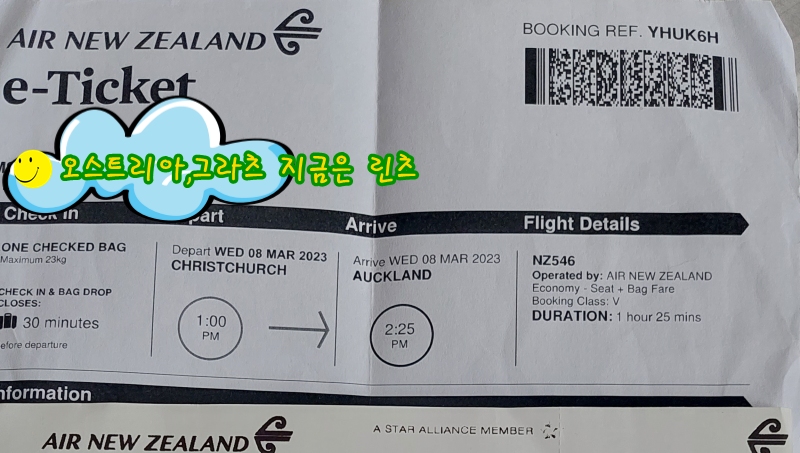 AIR NEW ZEALAND
BOOKING REF. YHUK6H
e-Ticket
오스트리아,그라츠 지금은 린츠
Check in
part
Arrive
Flight Details
ONE CHECKED BAG
Maximum 23kg
CHECK IN & BAG DROP
CLOSES:
30 minutes
efore departure
Depart WED 08 MAR 2023
CHRISTCHURCH
1:00
PM
Arrive WED 08 MAR 2023
AUCKLAND
2:25
PM
NZ546
Operated by: AIR NEW ZEALAND
Economy - Seat + Bag Fare
Booking Class: V
DURATION: 1 hour 25 mins
nformation
AIR NEW ZEALAND
A STAR ALLIANCE MEMBER